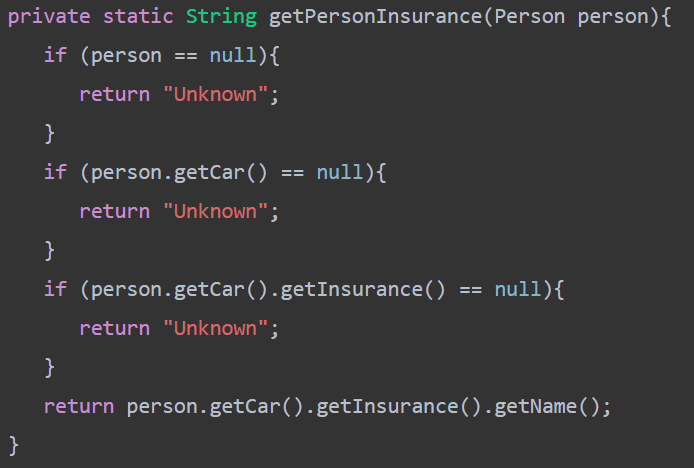 private static String getPersonInsurance(Person person){
if (person == null){
return "Unknown";
}
if (person.getCar() == null){
return "Unknown";
}
if (person.getCar().getInsurance() == null){
return "Unknown";
}
return person.getCar().getInsurance().getName();
}